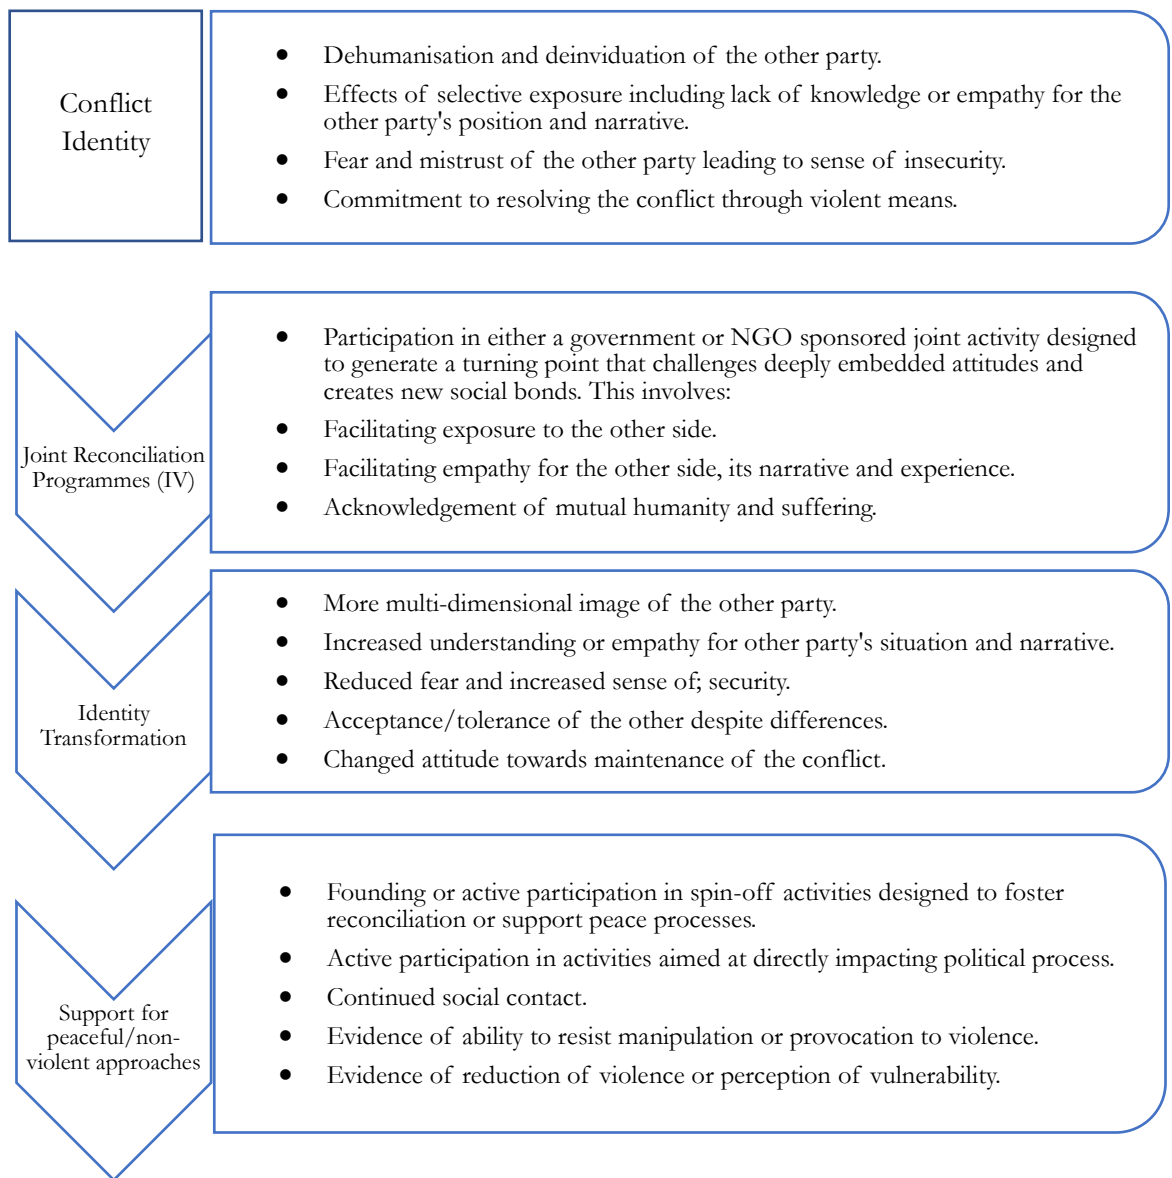 Conflict
Identity
• Dehumanisation and deinviduation of the other party.
• Effects of selective exposure including lack of knowledge or empathy for the
other party's position and narrative.
• Fear and mistrust of the other party leading to sense of insecurity.
• Commitment to resolving the conflict through violent means.
Joint Reconciliation
Programmes (IV)
• Participation in either a government or NGO sponsored joint activity designed
to generate a turning point that challenges deeply embedded attitudes and
creates new social bonds. This involves:
• Facilitating exposure to the other side.
• Facilitating empathy for the other side, its narrative and experience.
• Acknowledgement of mutual humanity and suffering.
Identity
Transformation
• More multi-dimensional image of the other party.
• Increased understanding or empathy for other party's situation and narrative.
• Reduced fear and increased sense of; security.
• Acceptance/tolerance of the other despite differences.
• Changed attitude towards maintenance of the conflict.
Support for
peaceful/non-
violent approaches
• Founding or active participation in spin-off activities designed to foster
reconciliation or support peace processes.
• Active participation in activities aimed at directly impacting political process.
• Continued social contact.
• Evidence of ability to resist manipulation or provocation to violence.
• Evidence of reduction of violence or perception of vulnerability.